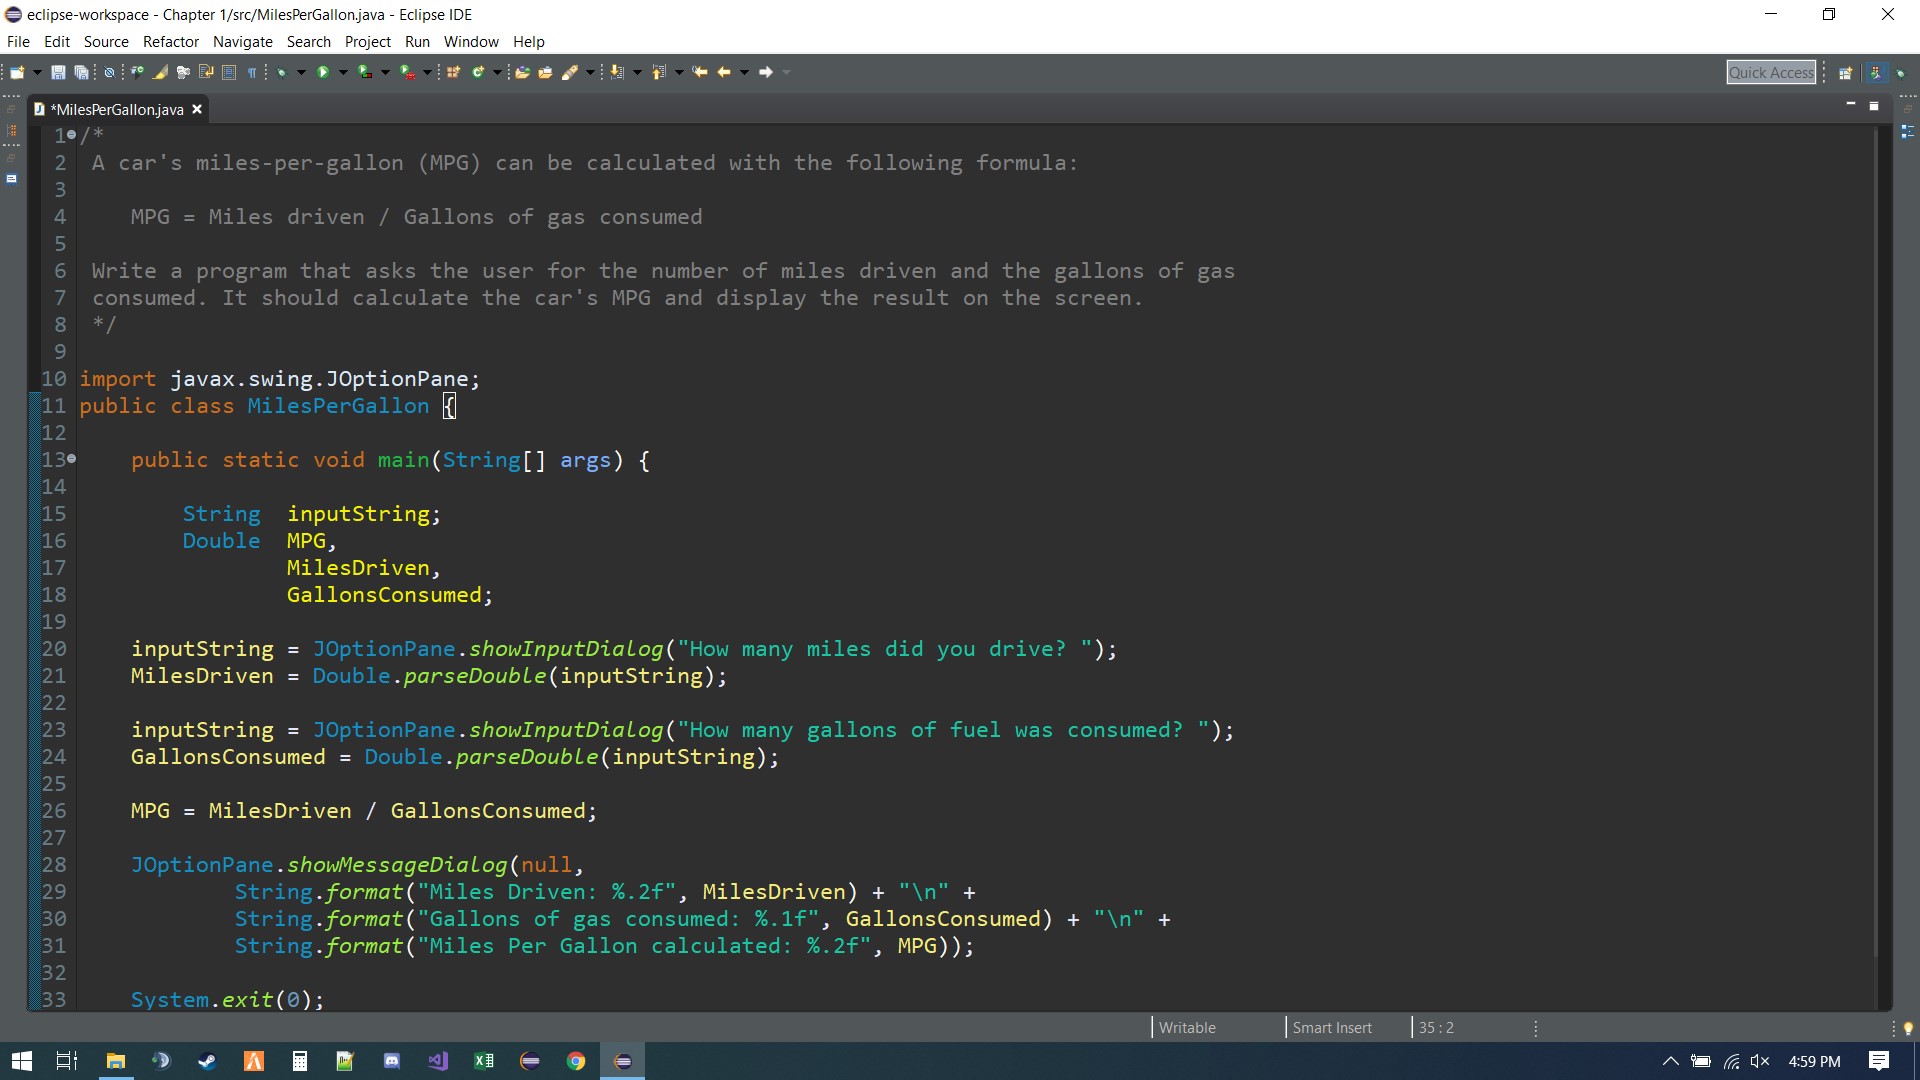 eclipse-workspace - Chapter 1/src/MilesPerGallon.java - Eclipse IDE
File Edit Source Refactor Navigate Search Project Run Window Help
Quick Access
*MilesPerGallon.java
1 /*
2 A car's miles-per-gallon (MPG) can be calculated with the following formula:
3
4     MPG = Miles driven / Gallons of gas consumed
5
6 Write a program that asks the user for the number of miles driven and the gallons of gas
7 consumed. It should calculate the car's MPG and display the result on the screen.
8 */
9
10 import javax.swing.JOptionPane;
11 public class MilesPerGallon {
12
13     public static void main(String[] args) {
14
15         String  inputString;
16         Double  MPG,
17                 MilesDriven,
18                 GallonsConsumed;
19
20     inputString = JOptionPane.showInputDialog("How many miles did you drive? ");
21     MilesDriven = Double.parseDouble(inputString);
22
23     inputString = JOptionPane.showInputDialog("How many gallons of fuel was consumed? ");
24     GallonsConsumed = Double.parseDouble(inputString);
25
26     MPG = MilesDriven / GallonsConsumed;
27
28     JOptionPane.showMessageDialog(null,
29             String.format("Miles Driven: %.2f", MilesDriven) + "\n" +
30             String.format("Gallons of gas consumed: %.1f", GallonsConsumed) + "\n" +
31             String.format("Miles Per Gallon calculated: %.2f", MPG));
32
33     System.exit(0);
Writable Smart Insert 35 : 2
4:59 PM